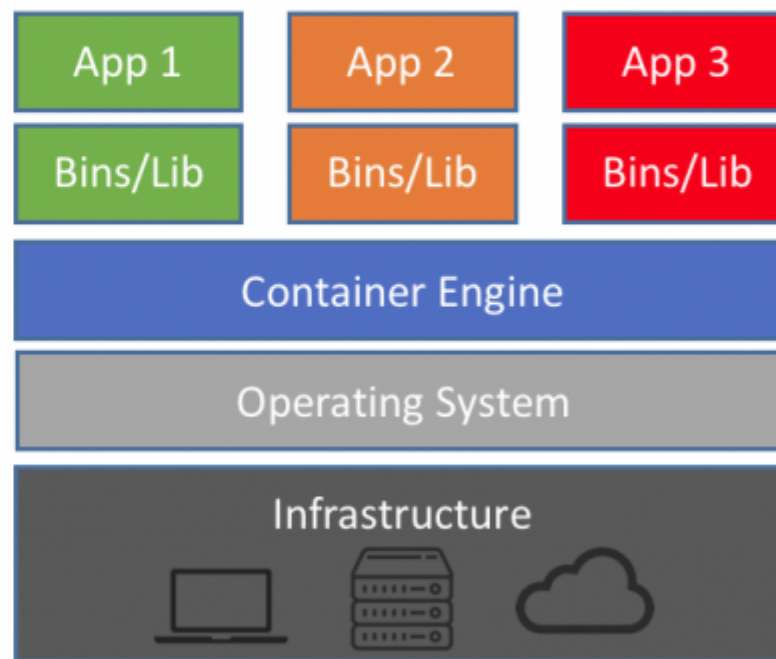 App 1
App 2
App 3
Bins/Lib
Bins/Lib
Bins/Lib
Container Engine
Operating System
Infrastructure